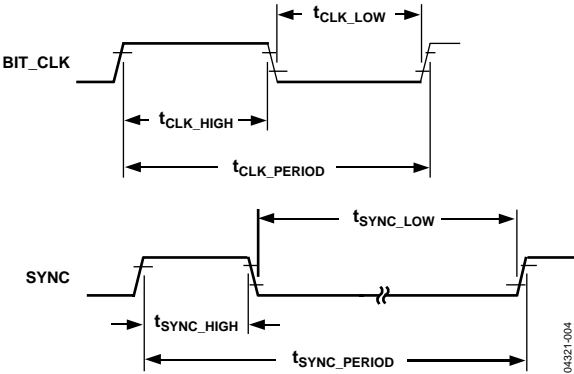 tCLK_LOW
BIT_CLK
tCLK_HIGH
tCLK_PERIOD
tSYNC_LOW
SYNC
tSYNC_HIGH
tSYNC_PERIOD
04321-004